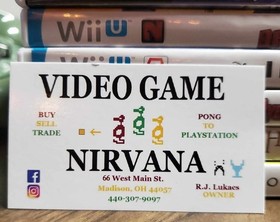 Wii U
Wii U
VIDEO GAME
BUY
SELL
TRADE
PONG
TO
PLAYSTATION
NIRVANA
66 West Main St.
Madison, OH 44057
440-307-9097
R.J. Lukacs
OWNER